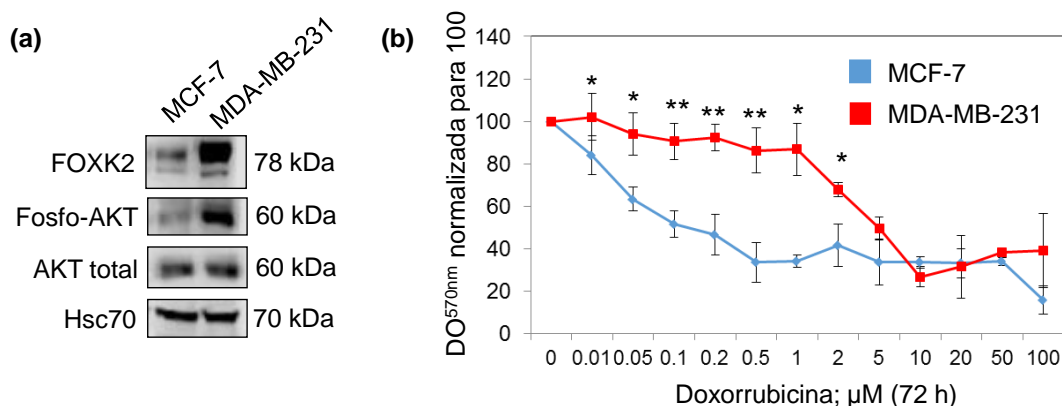 (a)
MCF-7
MDA-MB-231
FOXK2 78 kDa
Fosfo-AKT 60 kDa
AKT total 60 kDa
Hsc70 70 kDa
(b)
DO570nm normalizada para 100
140
120
100
80
60
40
20
0
* * ** ** ** * *
MCF-7
MDA-MB-231
0 0.01 0.05 0.1 0.2 0.5 1 2 5 10 20 50 100
Doxorrubicina; µM (72 h)